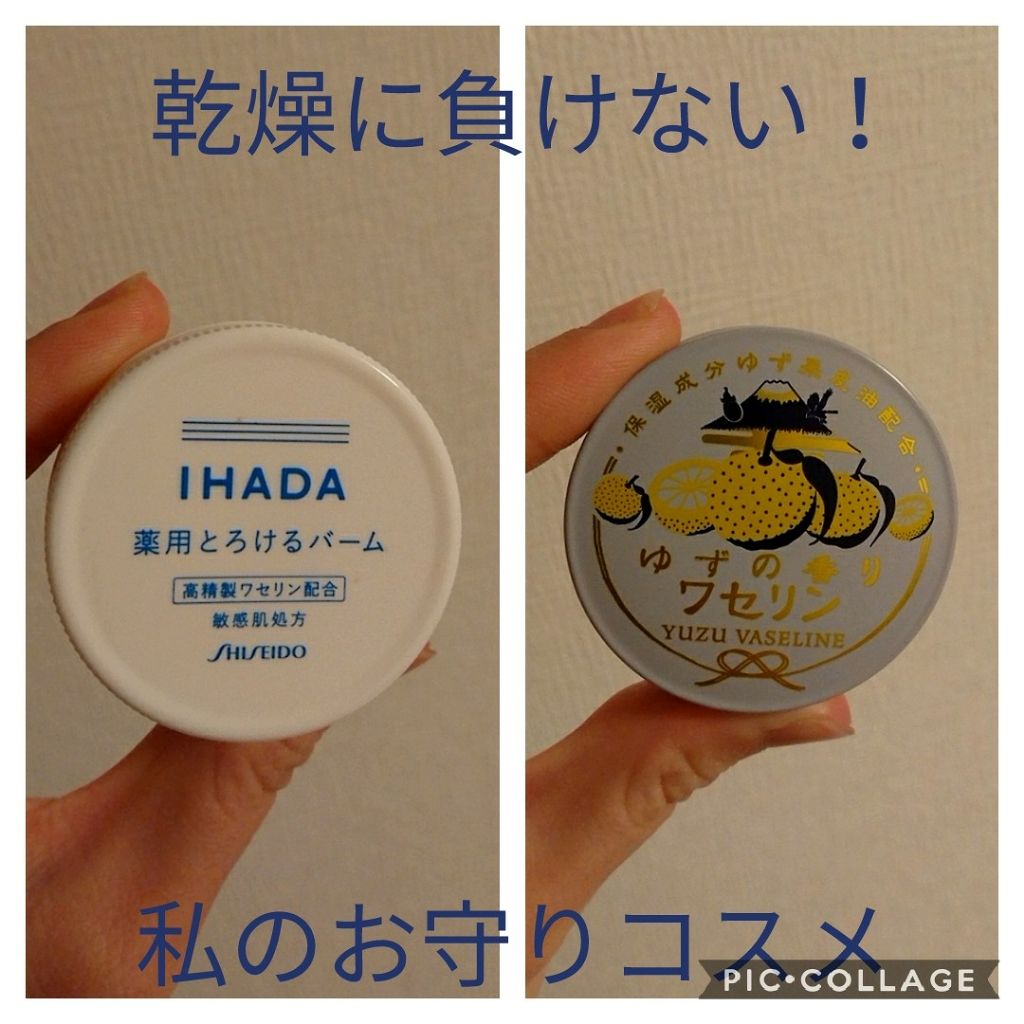 乾燥に負けない！
IHADA
薬用とろけるバーム
高精製ワセリン配合
敏感肌処方
SHISEIDO
保湿成分ゆず果皮油配合
ゆずの香り
ワセリン
YUZU VASELINE
私のお守りコスメ
PIC•COLLAGE